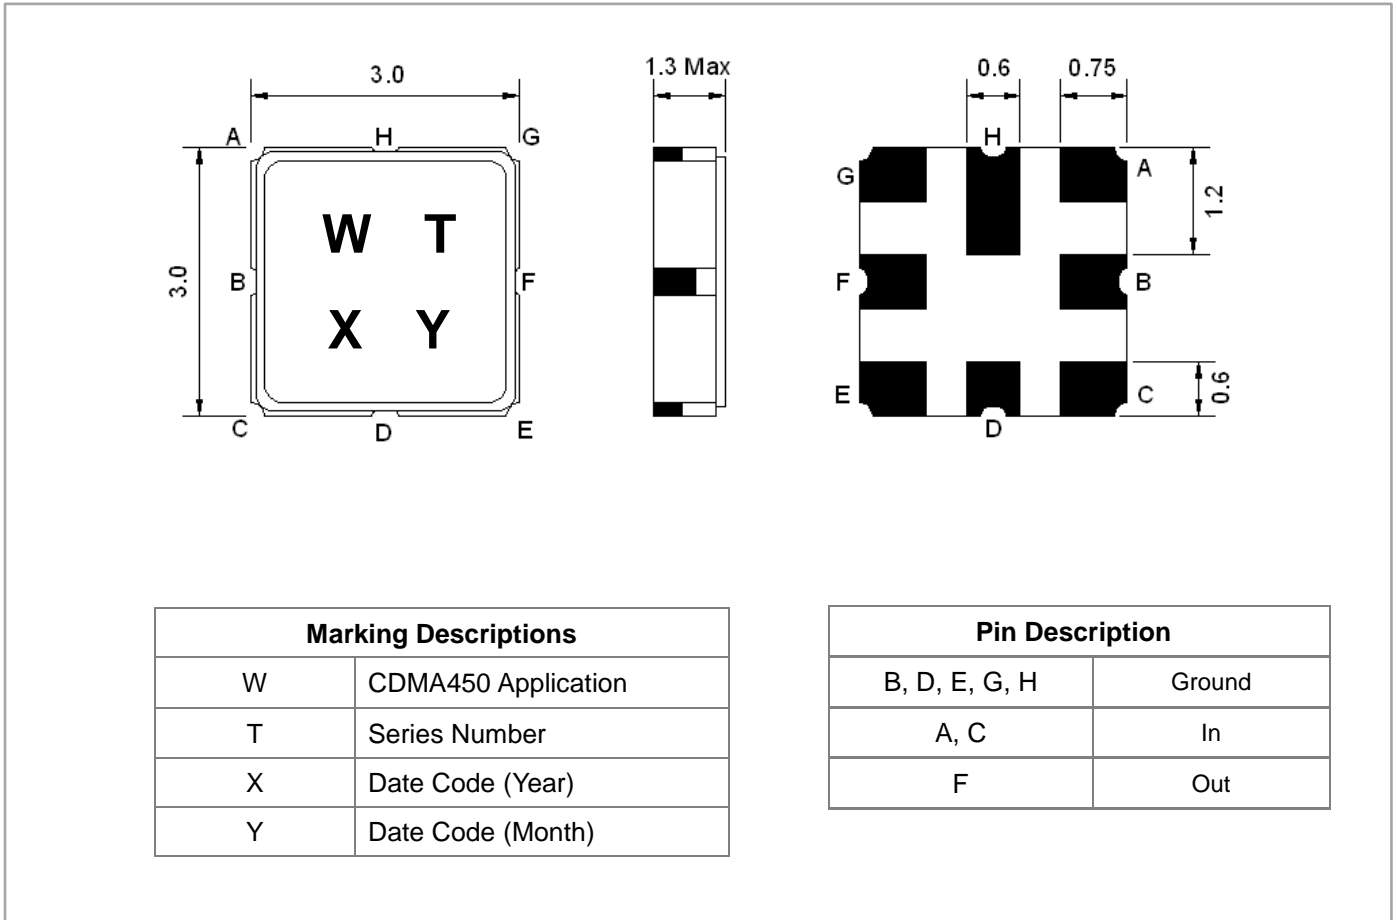 3.0
1.3 Max
0.6 0.75
A H G
H
G A
W T
1.2
3.0
B F
F B
X Y
E C
0.6
C D E
D
Marking Descriptions
W CDMA450 Application
T Series Number
X Date Code (Year)
Y Date Code (Month)
Pin Description
B, D, E, G, H Ground
A, C In
F Out